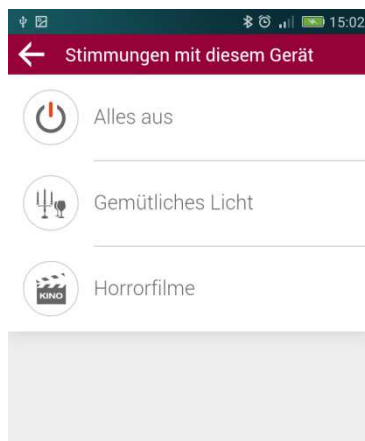 15:02
Stimmungen mit diesem Gerät
Alles aus
Gemütliches Licht
KINO
Horrorfilme